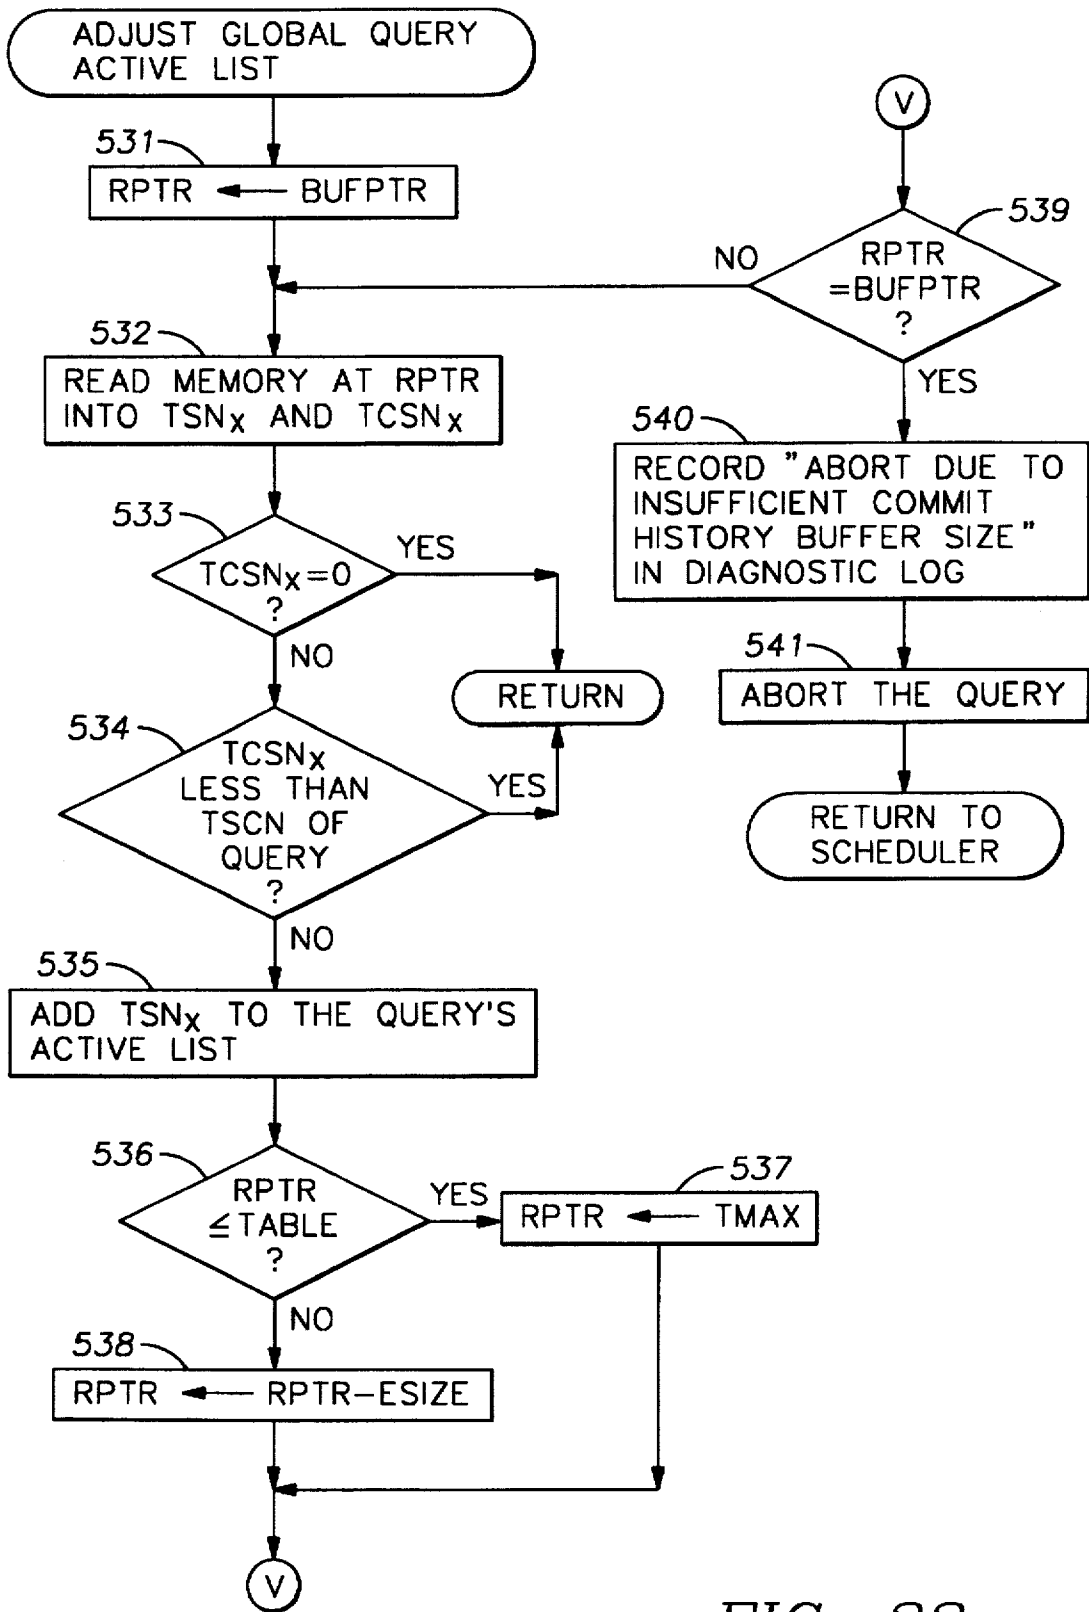 ADJUST GLOBAL QUERY
ACTIVE LIST
531
RPTR ← BUFPTR
532
READ MEMORY AT RPTR
INTO TSNX AND TCSNX
533
TCSNX=0
?
YES
NO
RETURN
534
TCSNX
LESS THAN
TSCN OF
QUERY
?
YES
NO
535
ADD TSNX TO THE QUERY'S
ACTIVE LIST
536
RPTR
≤TABLE
?
YES
NO
537
RPTR ← TMAX
538
RPTR ← RPTR-ESIZE
V
V
539
RPTR
=BUFPTR
?
NO
YES
540
RECORD "ABORT DUE TO
INSUFFICIENT COMMIT
HISTORY BUFFER SIZE"
IN DIAGNOSTIC LOG
541
ABORT THE QUERY
RETURN TO
SCHEDULER